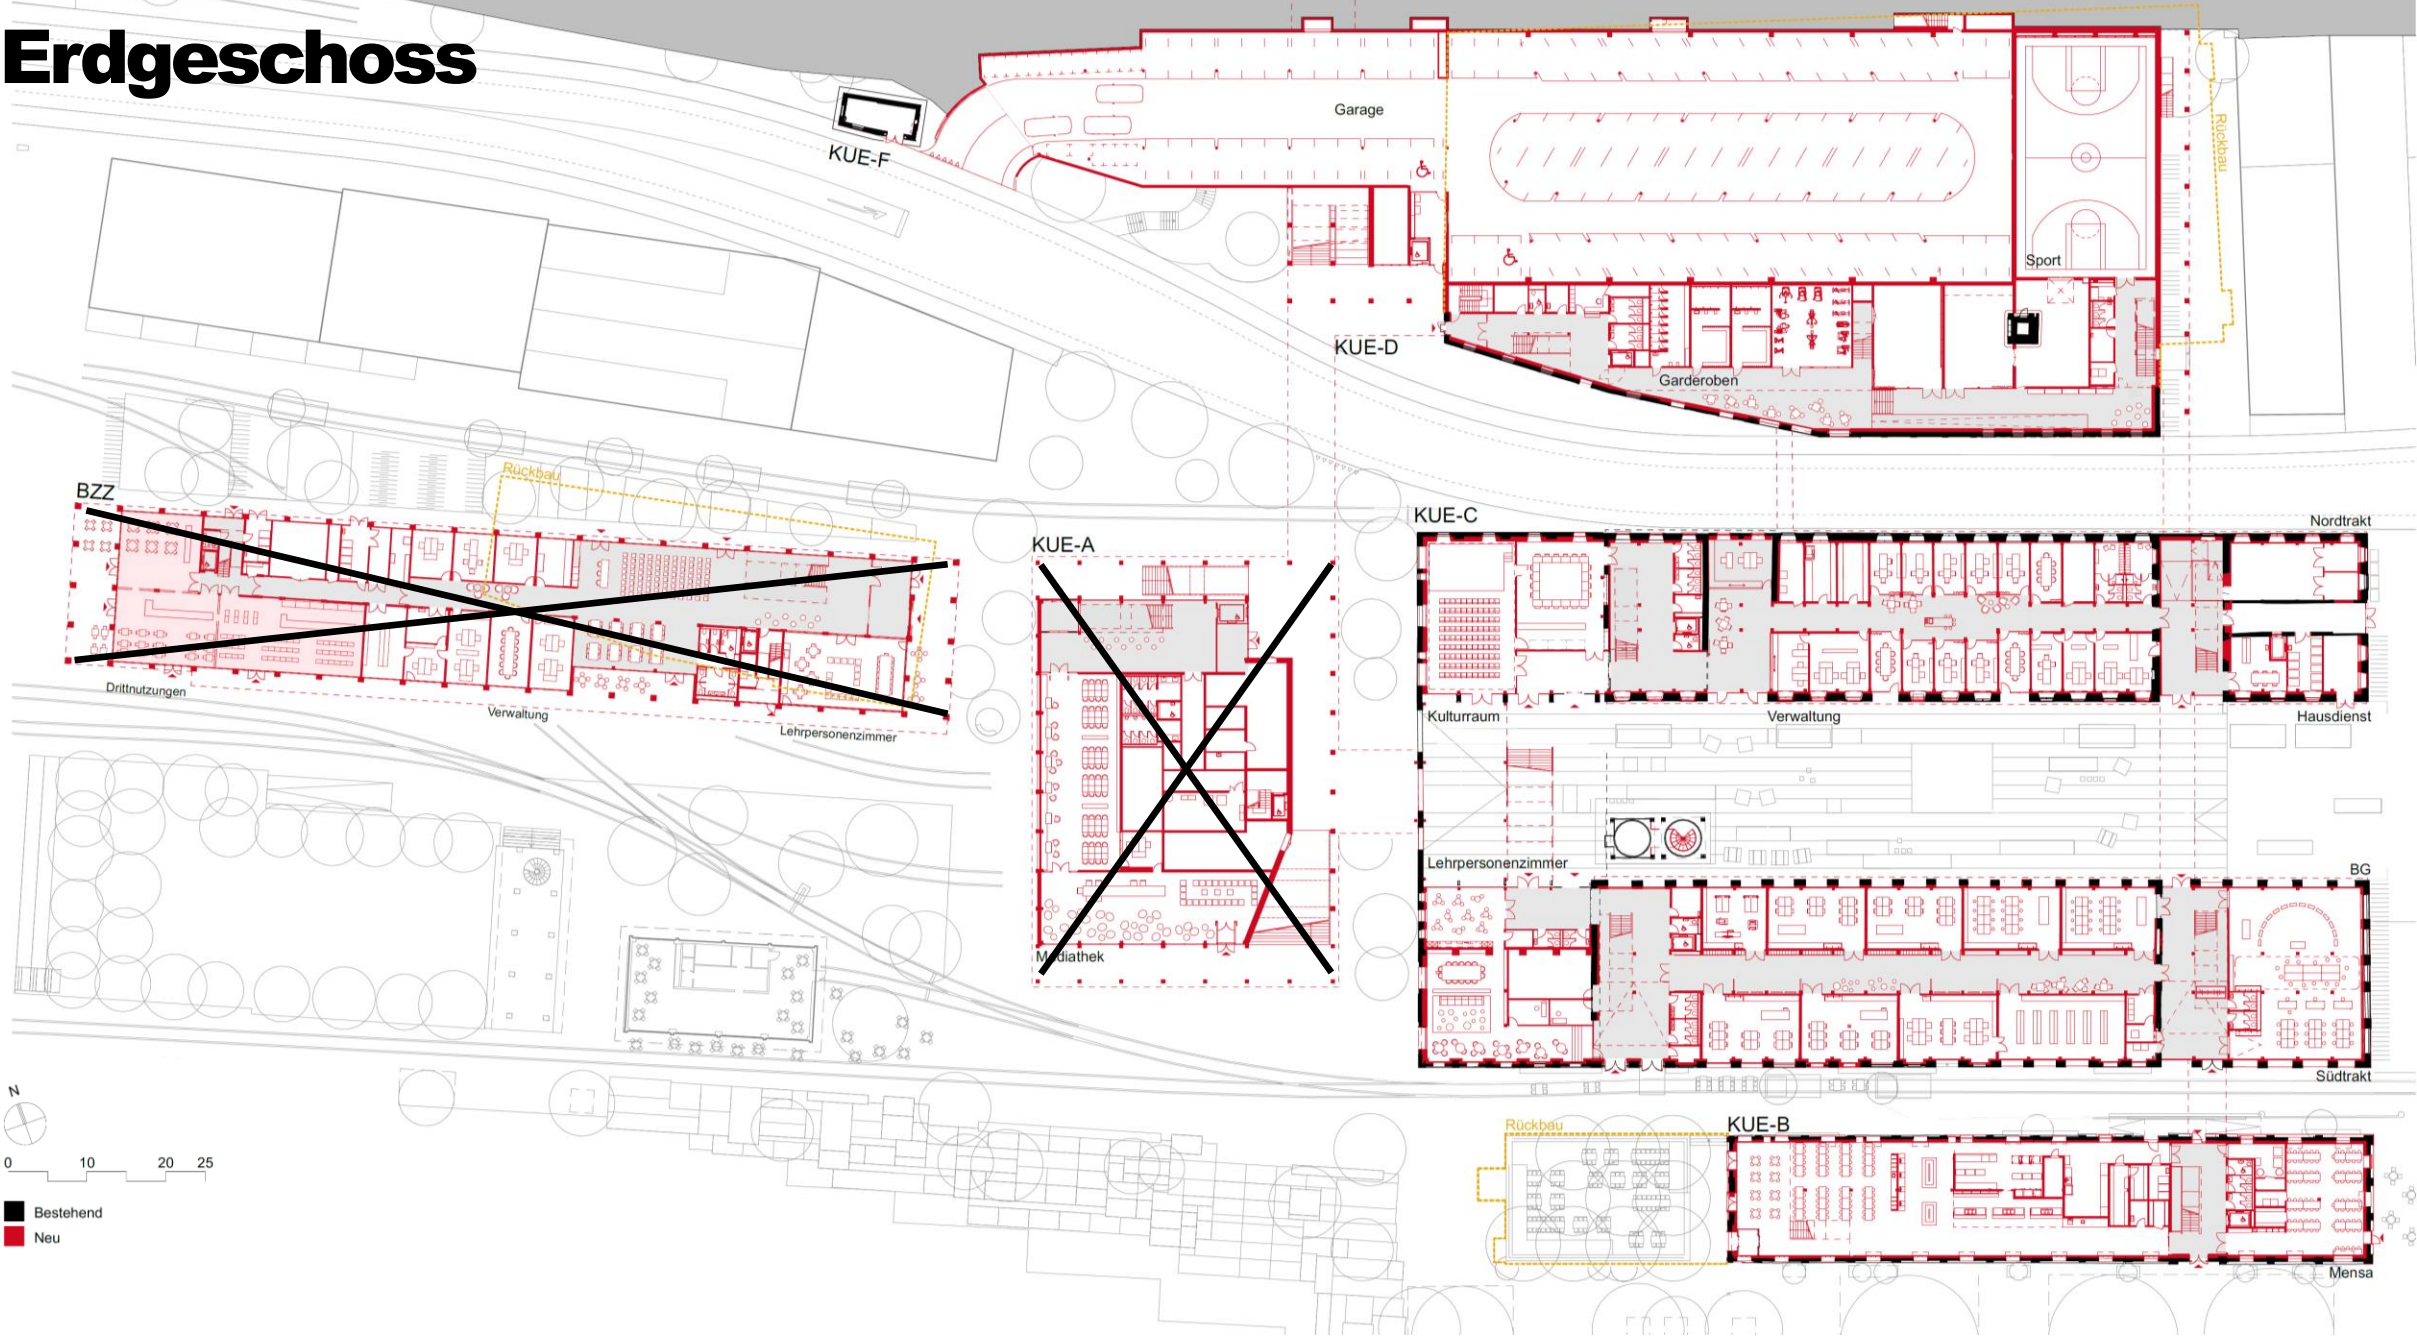 Erdgeschoss
Garage
Rückbau
KUE-F
Sport
KUE-D
Garderoben
Rückbau
BZZ
KUE-C
Nordtrakt
KUE-A
Drittnutzungen
Verwaltung
Lehrpersonenzimmer
Kulturraum
Verwaltung
Hausdienst
Lehrpersonenzimmer
BG
Mediathek
Südtrakt
N
Rückbau
KUE-B
0 10 20 25
Bestehend
Neu
Mensa